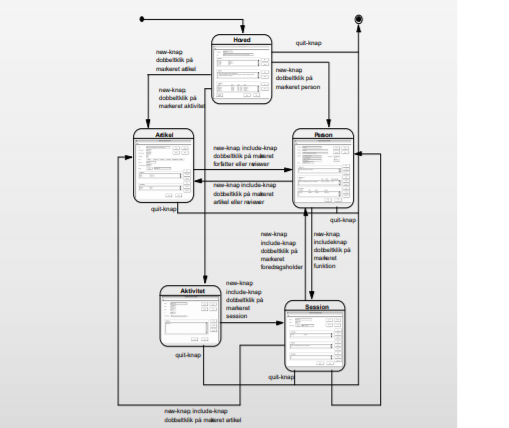 Hoved
quit-knap
new-knap
dobbeltklik på
markeret artikel
new-knap
dobbeltklik på
markeret person
new-knap
dobbeltklik på
markeret aktivitet
Artikel
Person
new-knap include-knap
dobbeltklik på markeret
forfatter eller reviewer
new-knap include-knap
dobbeltklik på markeret
artikel eller reviewer
quit-knap
quit-knap
new-knap
include-knap
dobbeltklik på
markeret
foredragsholder
new-knap
includeknap
dobbeltklik på
markeret
funktion
Aktivitet
new-knap
include-knap
dobbeltklik på
markeret
session
Session
quit-knap
quit-knap
new-knap include-knap
dobbeltklik på markeret artikel